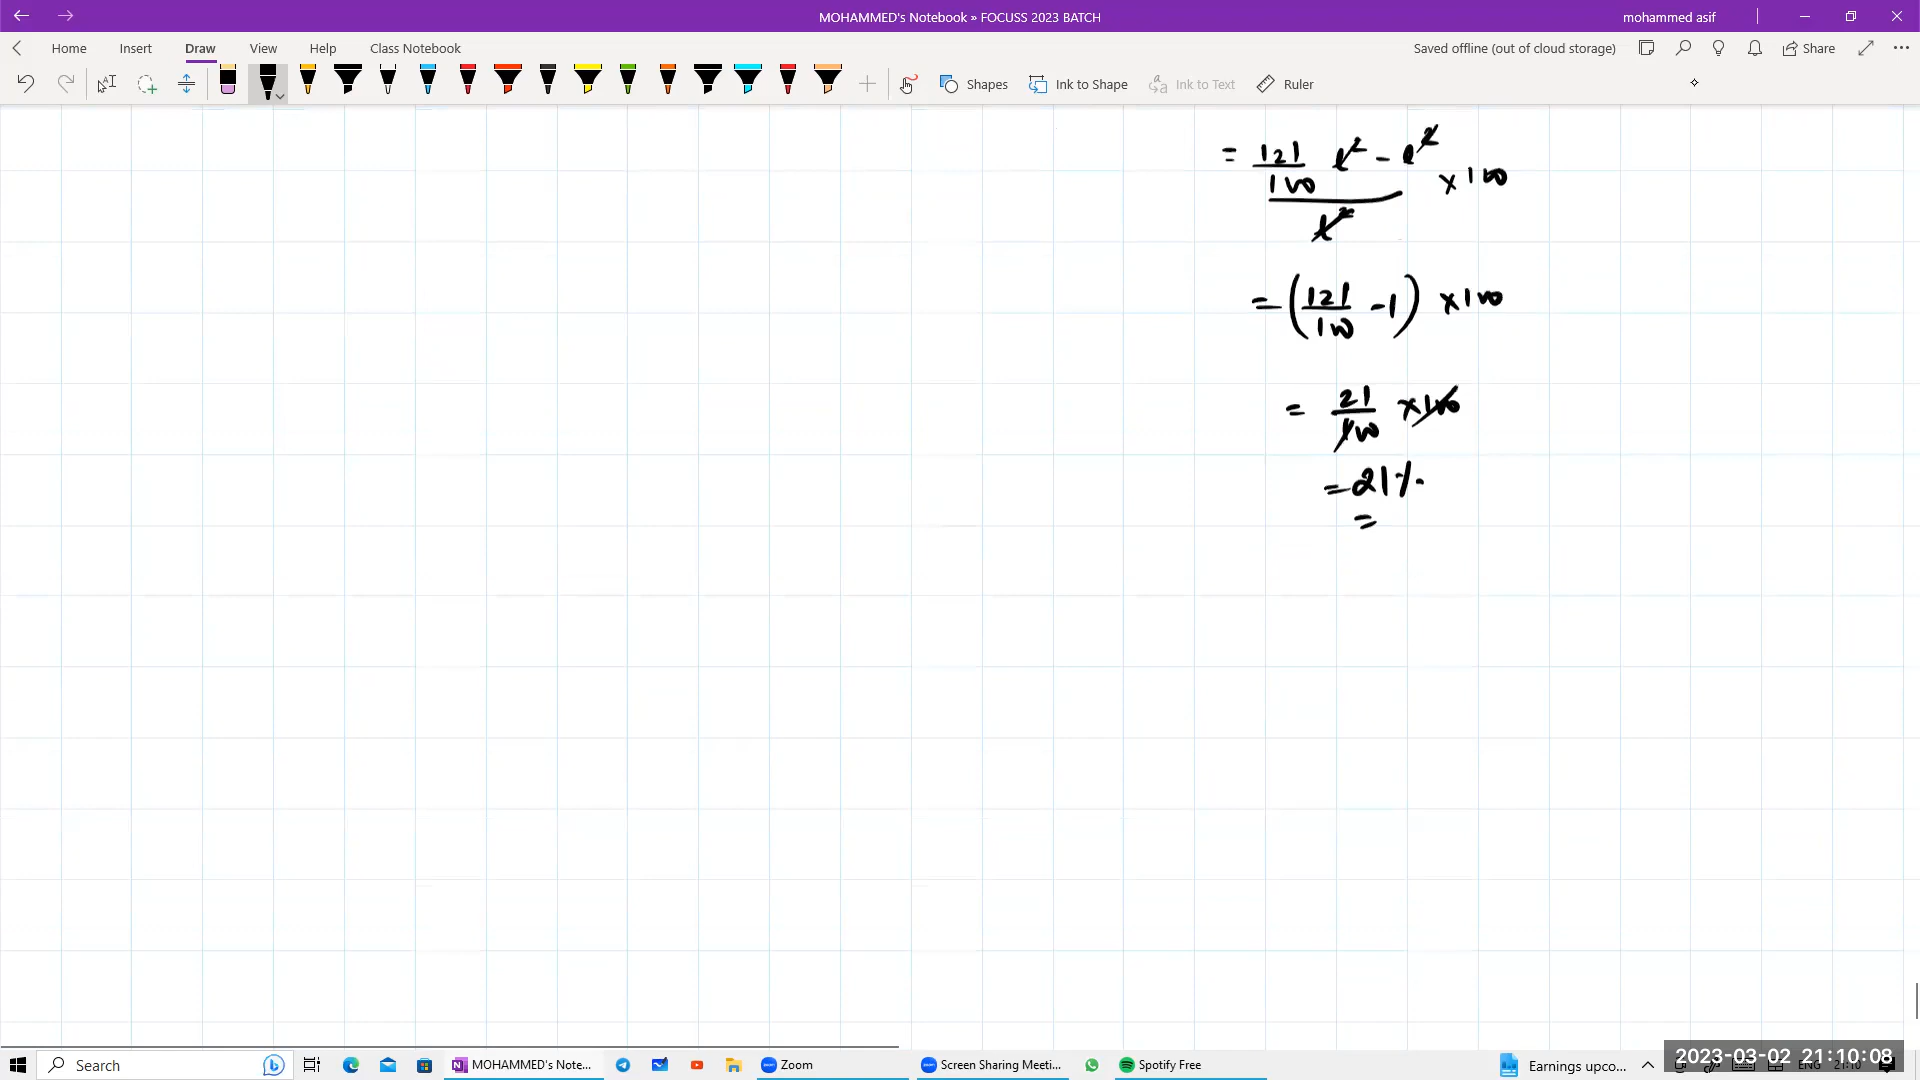 MOHAMMED's Notebook » FOCUSS 2023 BATCH
mohammed asif
Home Insert Draw View Help Class Notebook
Saved offline (out of cloud storage)
Share
Shapes
Ink to Shape
Ink to Text
Ruler
= 121/100 l² - l² / l² ×100
= (121/100 - 1) ×100
= 21/100 ×100
= 21%
=
Search
MOHAMMED's Note...
Zoom
Screen Sharing Meeti...
Spotify Free
Earnings upco...
2023-03-02 21:10:08
ENG 21:10